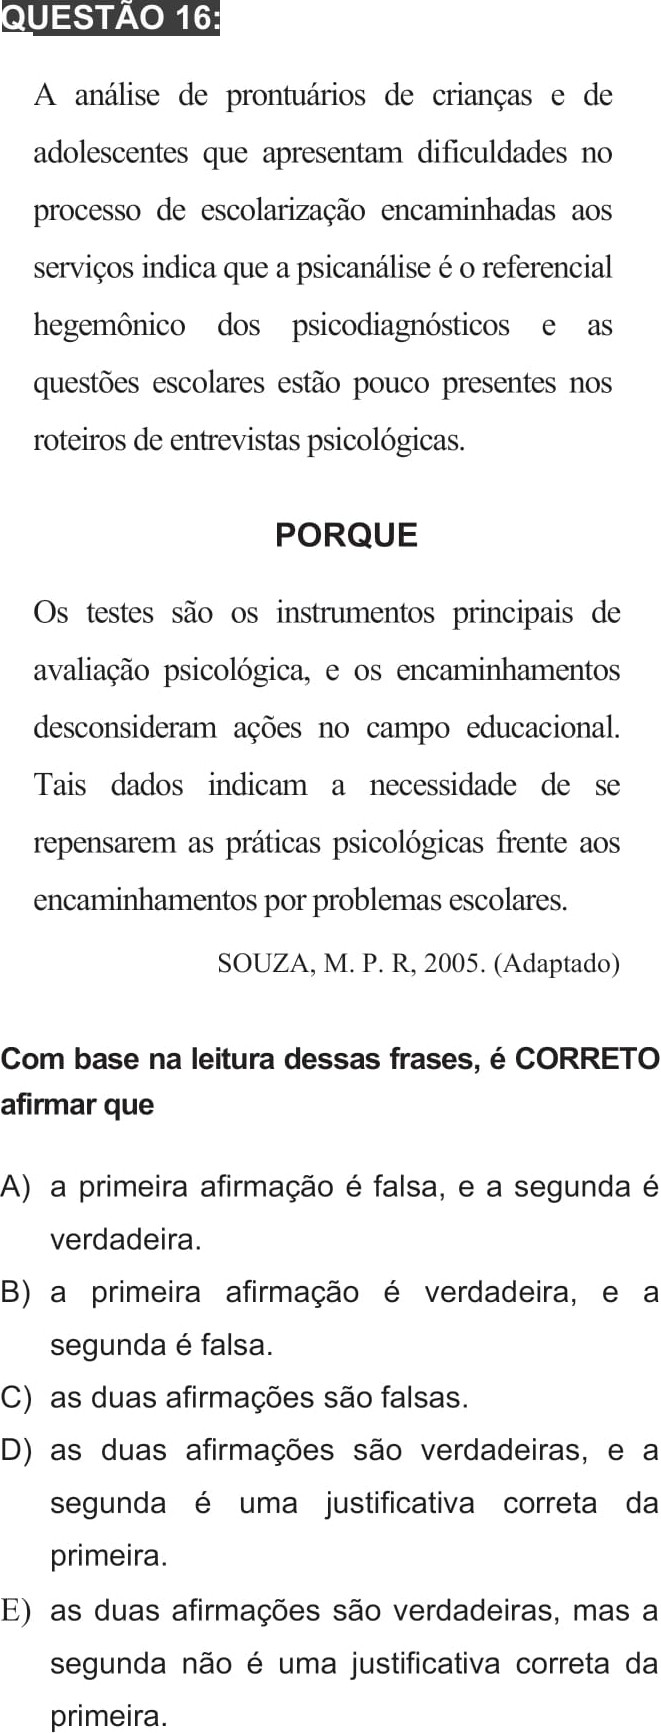 QUESTÃO 16:
A análise de prontuários de crianças e de
adolescentes que apresentam dificuldades no
processo de escolarização encaminhadas aos
serviços indica que a psicanálise é o referencial
hegemônico dos psicodiagnósticos e as
questões escolares estão pouco presentes nos
roteiros de entrevistas psicológicas.
PORQUE
Os testes são os instrumentos principais de
avaliação psicológica, e os encaminhamentos
desconsideram ações no campo educacional.
Tais dados indicam a necessidade de se
repensarem as práticas psicológicas frente aos
encaminhamentos por problemas escolares.
SOUZA, M. P. R, 2005. (Adaptado)
Com base na leitura dessas frases, é CORRETO
afirmar que
A) a primeira afirmação é falsa, e a segunda é
verdadeira.
B) a primeira afirmação é verdadeira, e a
segunda é falsa.
C) as duas afirmações são falsas.
D) as duas afirmações são verdadeiras, e a
segunda é uma justificativa correta da
primeira.
E) as duas afirmações são verdadeiras, mas a
segunda não é uma justificativa correta da
primeira.